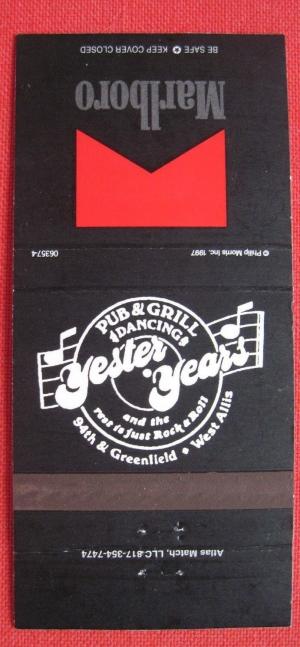 BE SAFE ✪ KEEP COVER CLOSED
Marlboro
063574
© Philip Morris Inc. 1997
PUB & GRILL
DANCING
Yester Years
and the
rest is just Rock & Roll
94th & Greenfield • West Allis
Atlas Match, LLC-817-354-7474